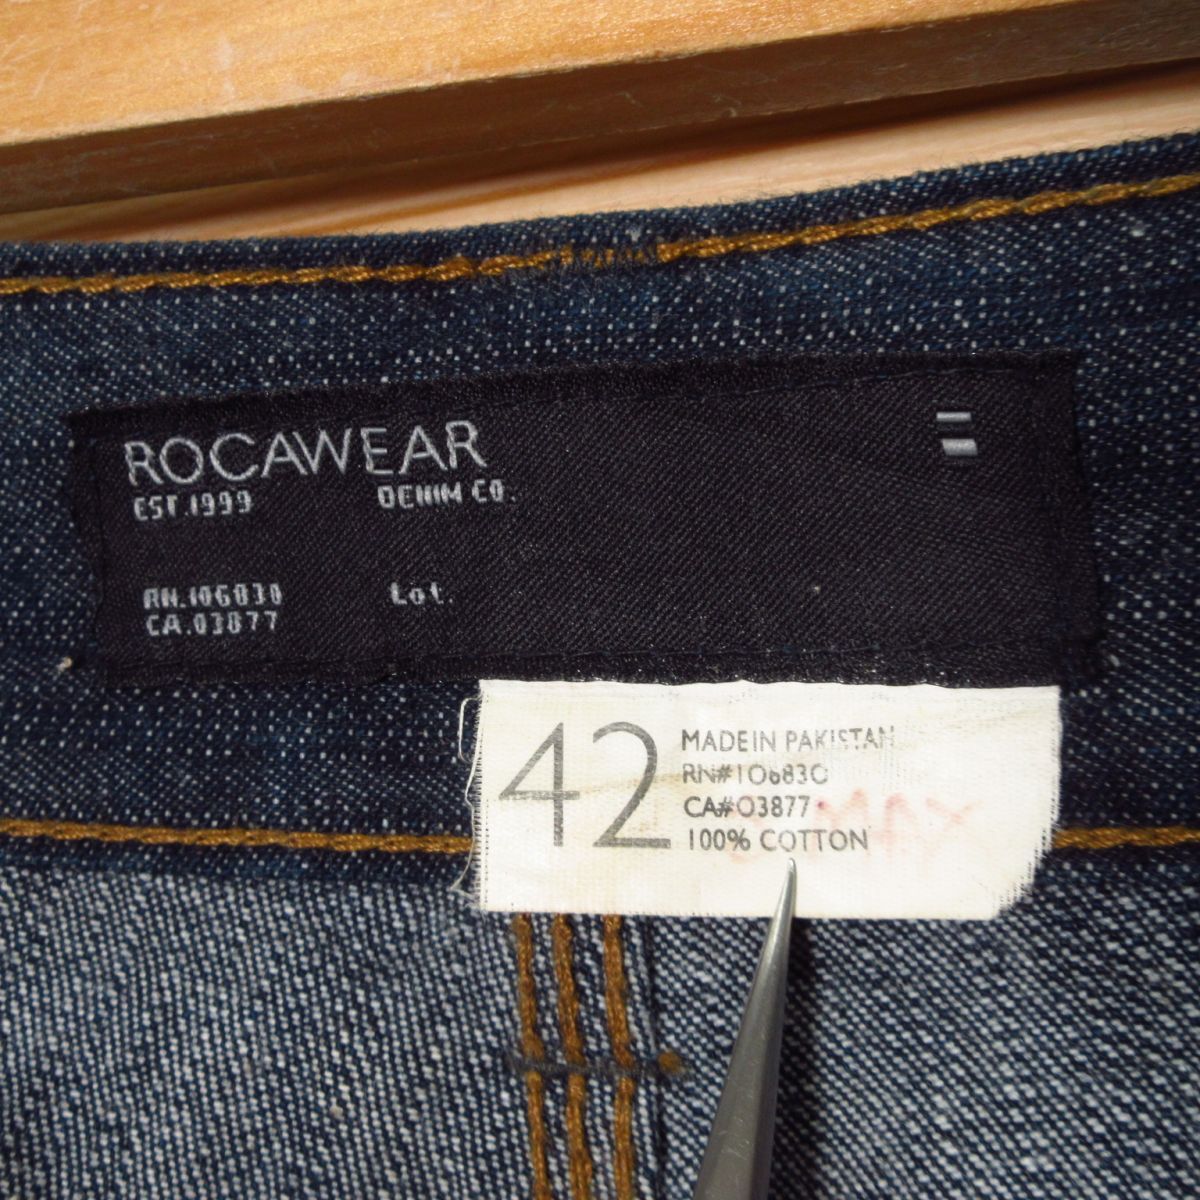 ROCAWEAR
EST.1999 DENIM CO.
RN.106830 Lot.
CA.03877
42
MADE IN PAKISTAN
RN#106830
CA#03877
100% COTTON
MAX